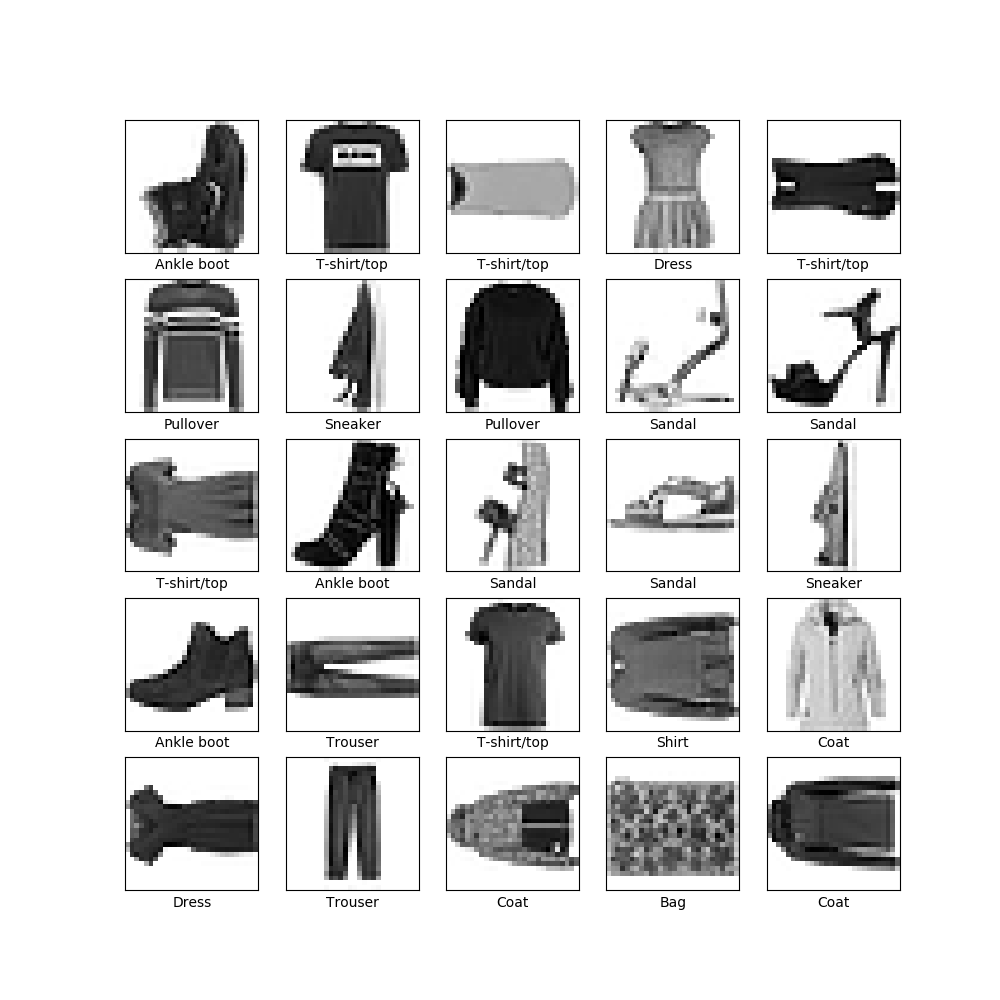 Ankle boot T-shirt/top T-shirt/top Dress T-shirt/top
Pullover Sneaker Pullover Sandal Sandal
T-shirt/top Ankle boot Sandal Sandal Sneaker
Ankle boot Trouser T-shirt/top Shirt Coat
Dress Trouser Coat Bag Coat